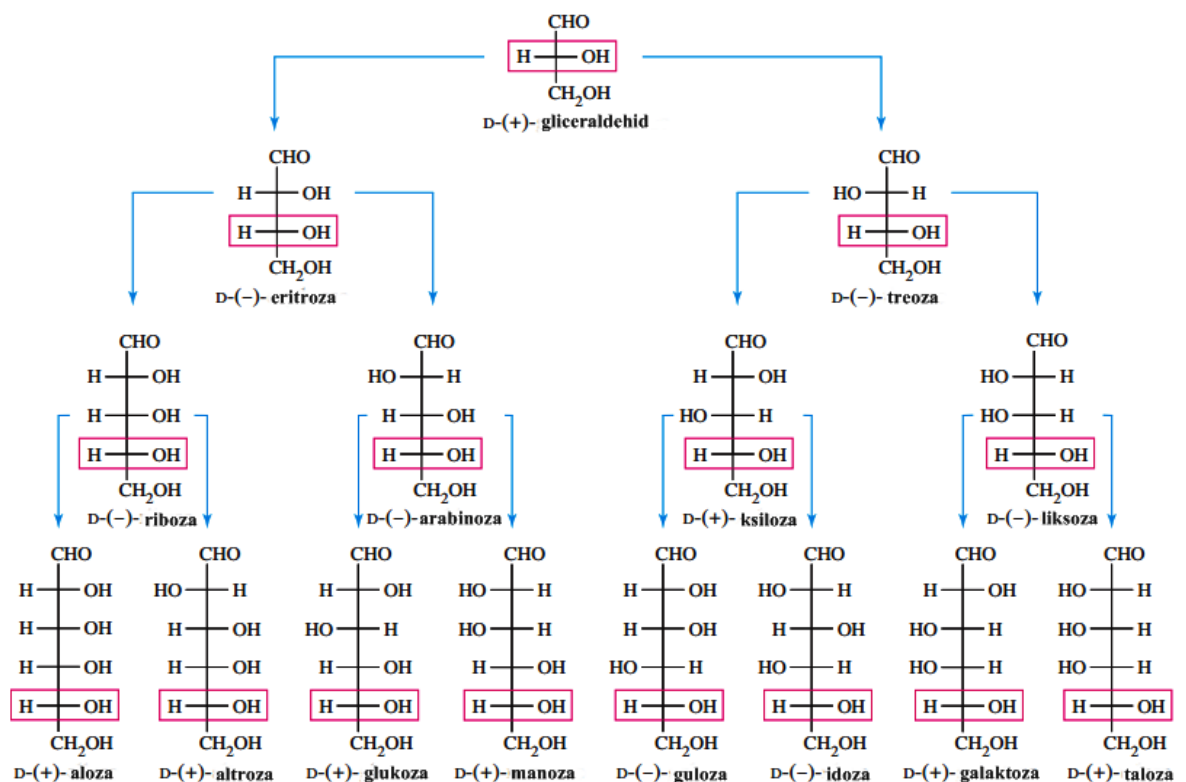 CHO
H OH
CH2OH
D-(+)- gliceraldehid
CHO CHO
H OH HO H
H OH H OH
CH2OH CH2OH
D-(−)- eritroza D-(−)- treoza
CHO CHO CHO CHO
H OH HO H H OH HO H
H OH H OH HO H HO H
H OH H OH H OH H OH
CH2OH CH2OH CH2OH CH2OH
D-(−)- riboza D-(−)-arabinoza D-(+)- ksiloza D-(−)-liksoza
CHO CHO CHO CHO CHO CHO CHO CHO
H OH HO H H OH HO H H OH HO H H OH HO H
H OH H OH HO H HO H H OH H OH HO H HO H
H OH H OH H OH H OH HO H HO H HO H HO H
H OH H OH H OH H OH H OH H OH H OH H OH
CH2OH CH2OH CH2OH CH2OH CH2OH CH2OH CH2OH CH2OH
D-(+)- aloza D-(+)- altroza D-(+)- glukoza D-(+)- manoza D-(−)- guloza D-(−)-idoza D-(+)- galaktoza D-(+)- taloza